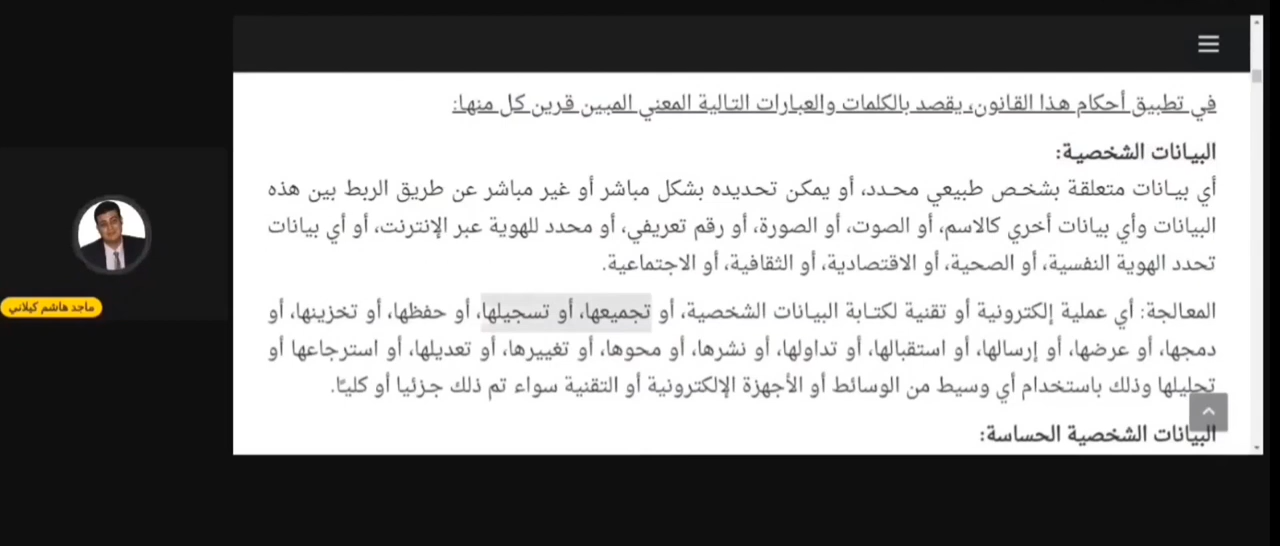 في تطبيق أحكام هذا القانون، يقصد بالكلمات والعبارات التالية المعني المبين قرين كل منها:
البيانات الشخصية:
أي بيانات متعلقة بشخص طبيعي محدد، أو يمكن تحديده بشكل مباشر أو غير مباشر عن طريق الربط بين هذه
البيانات وأي بيانات أخري كالاسم، أو الصوت، أو الصورة، أو رقم تعريفي، أو محدد للهوية عبر الإنترنت، أو أي بيانات
تحدد الهوية النفسية، أو الصحية، أو الاقتصادية، أو الثقافية، أو الاجتماعية.
المعالجة: أي عملية إلكترونية أو تقنية لكتابة البيانات الشخصية، أو تجميعها، أو تسجيلها، أو حفظها، أو تخزينها، أو
دمجها، أو عرضها، أو إرسالها، أو استقبالها، أو تداولها، أو نشرها، أو محوها، أو تغييرها، أو تعديلها، أو استرجاعها أو
تحليلها وذلك باستخدام أي وسيط من الوسائط أو الأجهزة الإلكترونية أو التقنية سواء تم ذلك جزئيا أو كليًا.
البيانات الشخصية الحساسة:
ماجد هاشم كيلاني